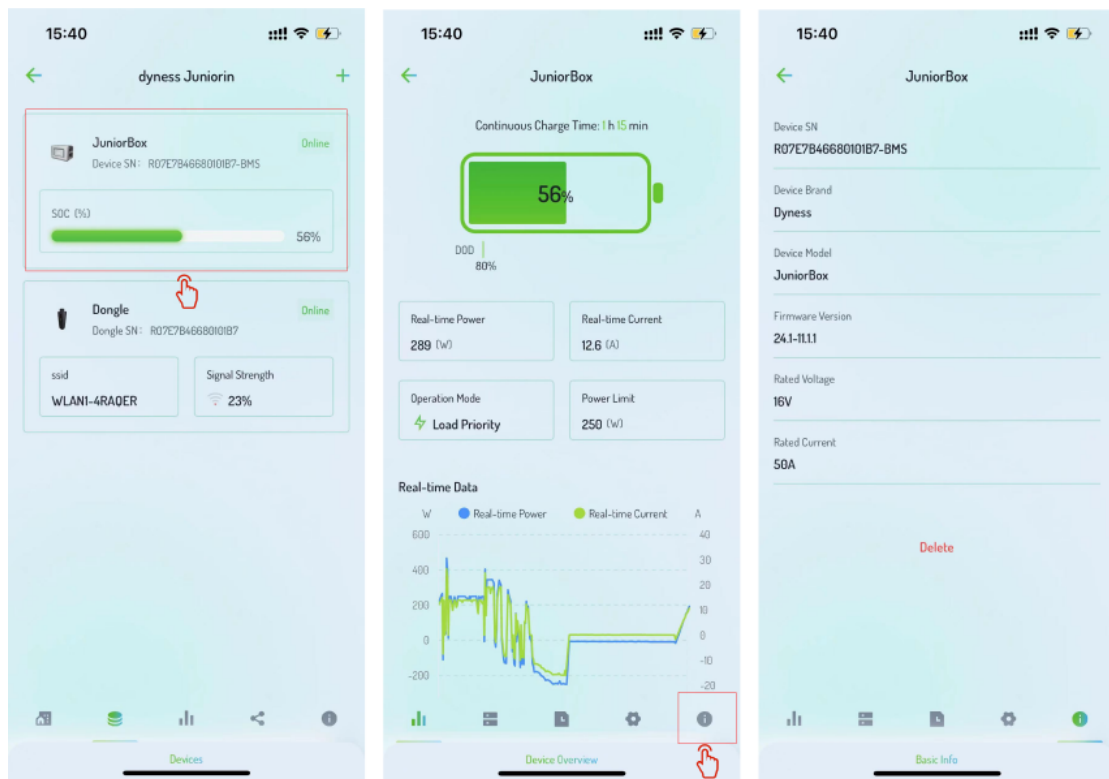 15:40
dyness Juniorin
JuniorBox
Online
Device SN: R07E7B46680101B7-BMS
SOC (%)
56%
Dongle
Online
Dongle SN: R07E7B46680101B7
ssid
WLAN1-4RAQER
Signal Strength
23%
Devices
15:40
JuniorBox
Continuous Charge Time: 1 h 15 min
56%
DOD
80%
Real-time Power
289 (W)
Real-time Current
12.6 (A)
Operation Mode
Load Priority
Power Limit
250 (W)
Real-time Data
W
Real-time Power
Real-time Current
A
600
40
30
400
20
200
10
0
0
-10
-200
-20
Device Overview
15:40
JuniorBox
Device SN
R07E7B46680101B7-BMS
Device Brand
Dyness
Device Model
JuniorBox
Firmware Version
24.1-11.1.1
Rated Voltage
16V
Rated Current
50A
Delete
Basic Info